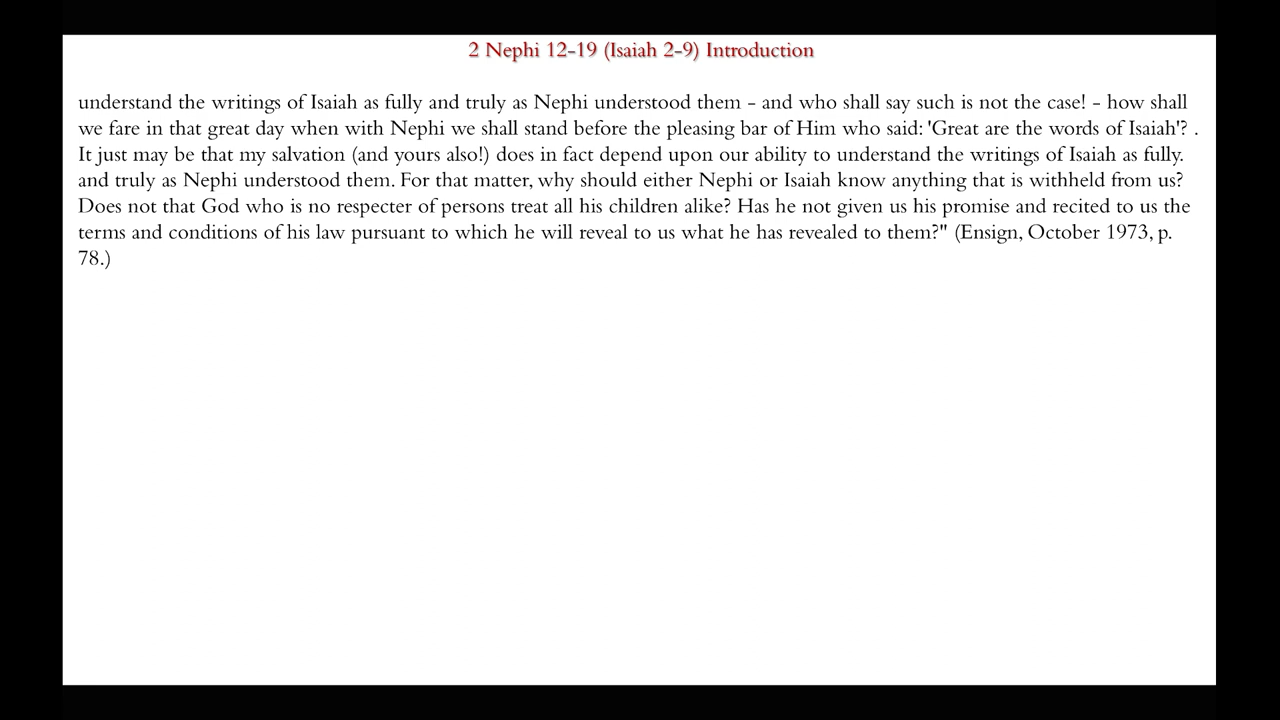 2 Nephi 12-19 (Isaiah 2-9) Introduction
understand the writings of Isaiah as fully and truly as Nephi understood them - and who shall say such is not the case! - how shall
we fare in that great day when with Nephi we shall stand before the pleasing bar of Him who said: 'Great are the words of Isaiah'? .
It just may be that my salvation (and yours also!) does in fact depend upon our ability to understand the writings of Isaiah as fully.
and truly as Nephi understood them. For that matter, why should either Nephi or Isaiah know anything that is withheld from us?
Does not that God who is no respecter of persons treat all his children alike? Has he not given us his promise and recited to us the
terms and conditions of his law pursuant to which he will reveal to us what he has revealed to them?" (Ensign, October 1973, p.
78.)